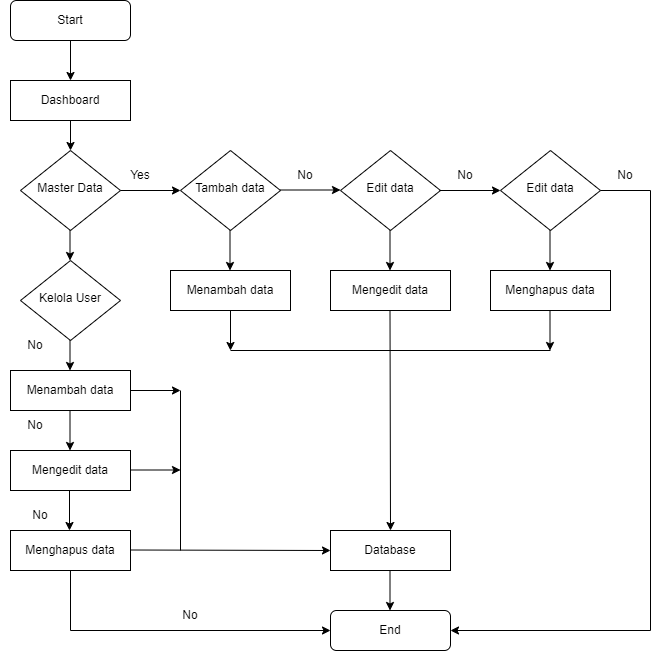 Start
Dashboard
Yes
No
No
No
Master Data
Tambah data
Edit data
Edit data
Menambah data
Mengedit data
Menghapus data
Kelola User
No
Menambah data
No
Mengedit data
No
Menghapus data
Database
No
End